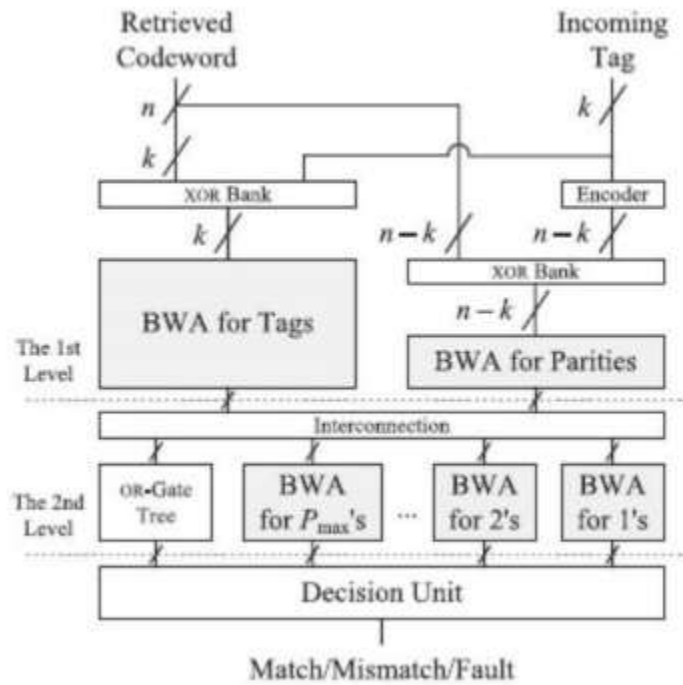 Retrieved
Codeword
Incoming
Tag
n
k
k
XOR Bank
Encoder
k
n − k
n − k
XOR Bank
BWA for Tags
n − k
The 1st
Level
BWA for Parities
Interconnection
The 2nd
Level
OR-Gate
Tree
BWA
for Pmax's
...
BWA
for 2's
BWA
for 1's
Decision Unit
Match/Mismatch/Fault